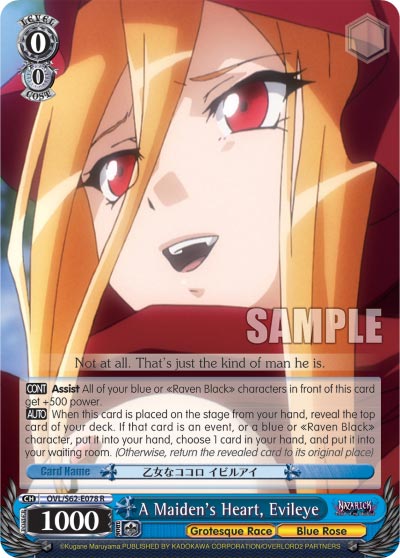 LEVEL
0
0
COST
SAMPLE
Not at all. That's just the kind of man he is.
CONT Assist All of your blue or «Raven Black» characters in front of this card
get +500 power.
AUTO When this card is placed on the stage from your hand, reveal the top
card of your deck. If that card is an event, or a blue or «Raven Black»
character, put it into your hand, choose 1 card in your hand, and put it into
your waiting room. (Otherwise, return the revealed card to its original place)
Card Name 乙女なココロ イビルアイ
CH OVL/S62-E078 R
POWER 1000 A Maiden's Heart, Evileye NAZARICK
Grotesque Race Blue Rose
©Kugane Maruyama,PUBLISHED BY KADOKAWA CORPORATION/OVERLORD2 PARTNERS